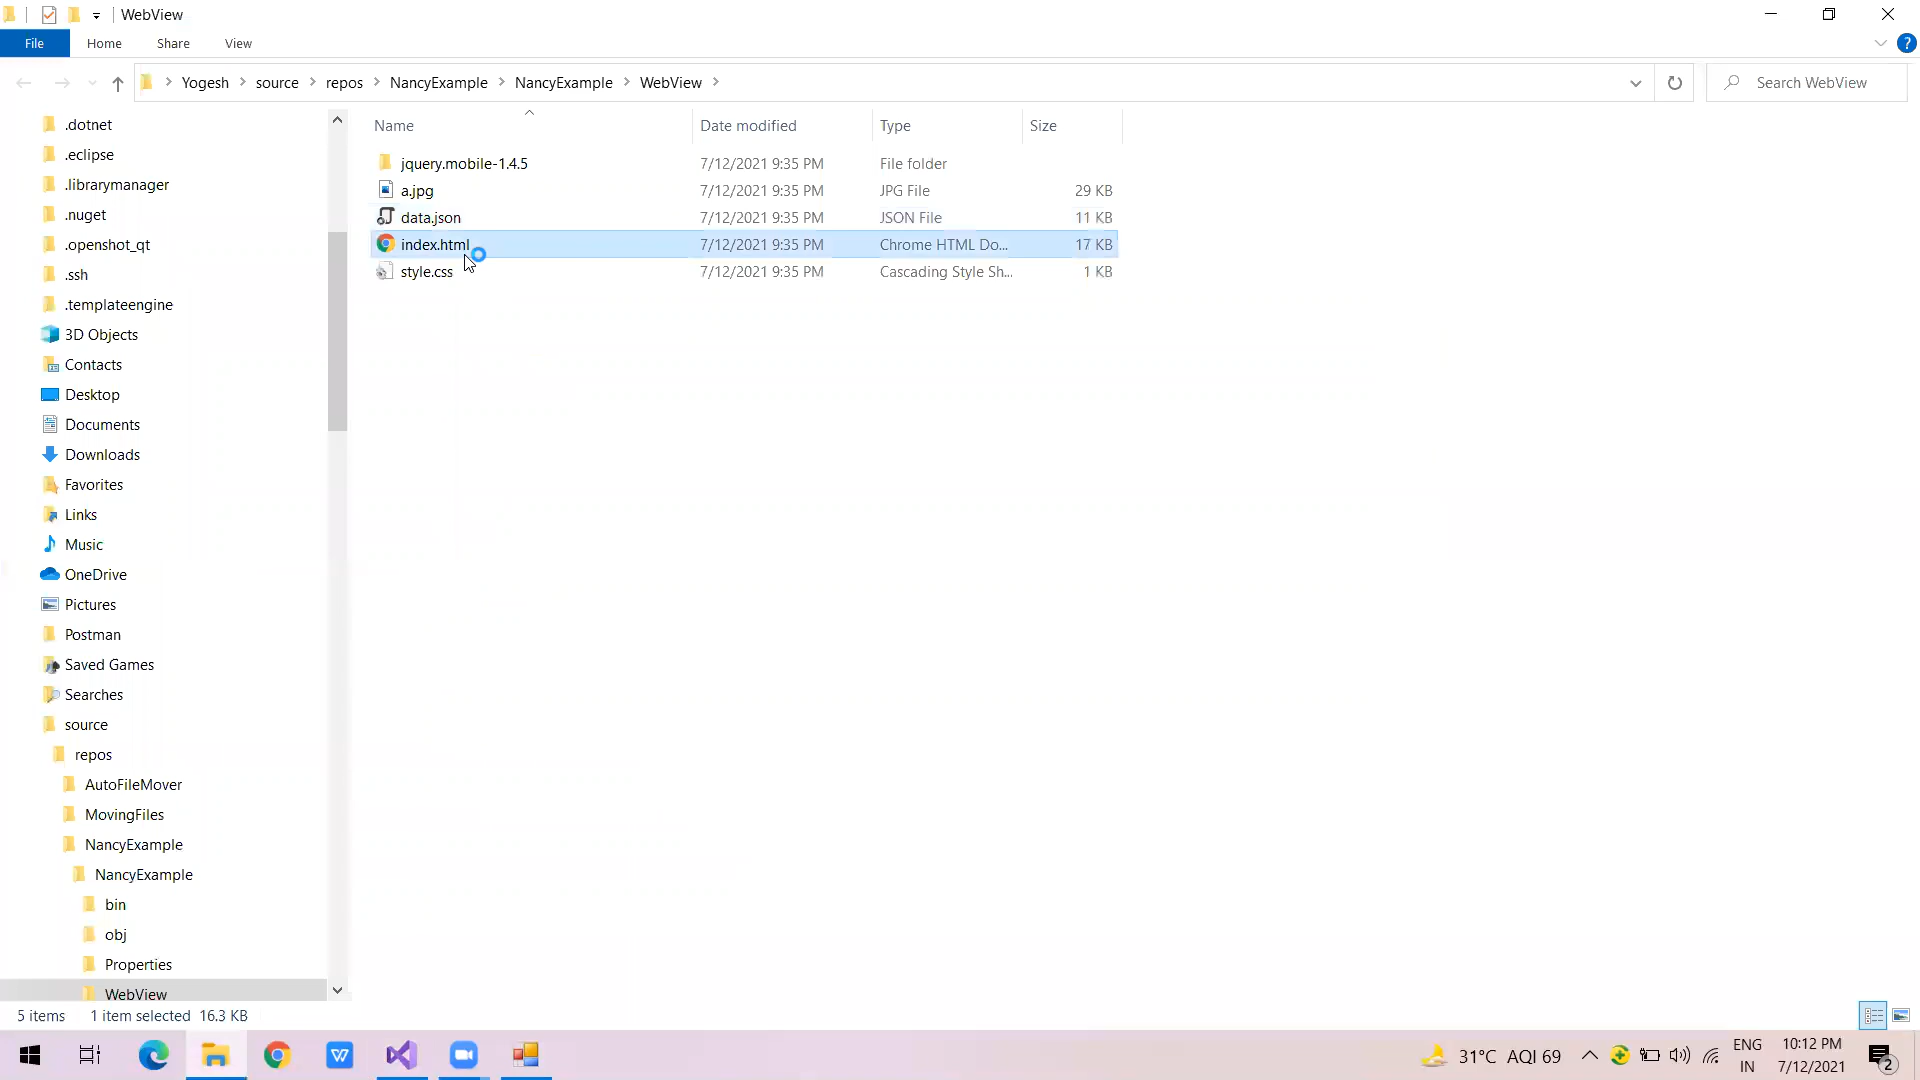 WebView
File Home Share View ?
Yogesh source repos NancyExample NancyExample WebView Search WebView
Name Date modified Type Size
jquery.mobile-1.4.5 7/12/2021 9:35 PM File folder
a.jpg 7/12/2021 9:35 PM JPG File 29 KB
data.json 7/12/2021 9:35 PM JSON File 11 KB
index.html 7/12/2021 9:35 PM Chrome HTML Do... 17 KB
style.css 7/12/2021 9:35 PM Cascading Style Sh... 1 KB
.dotnet
.eclipse
.librarymanager
.nuget
.openshot_qt
.ssh
.templateengine
3D Objects
Contacts
Desktop
Documents
Downloads
Favorites
Links
Music
OneDrive
Pictures
Postman
Saved Games
Searches
source
repos
AutoFileMover
MovingFiles
NancyExample
NancyExample
bin
obj
Properties
WebView
5 items 1 item selected 16.3 KB
31°C AQI 69
ENG
IN
10:12 PM
7/12/2021
2